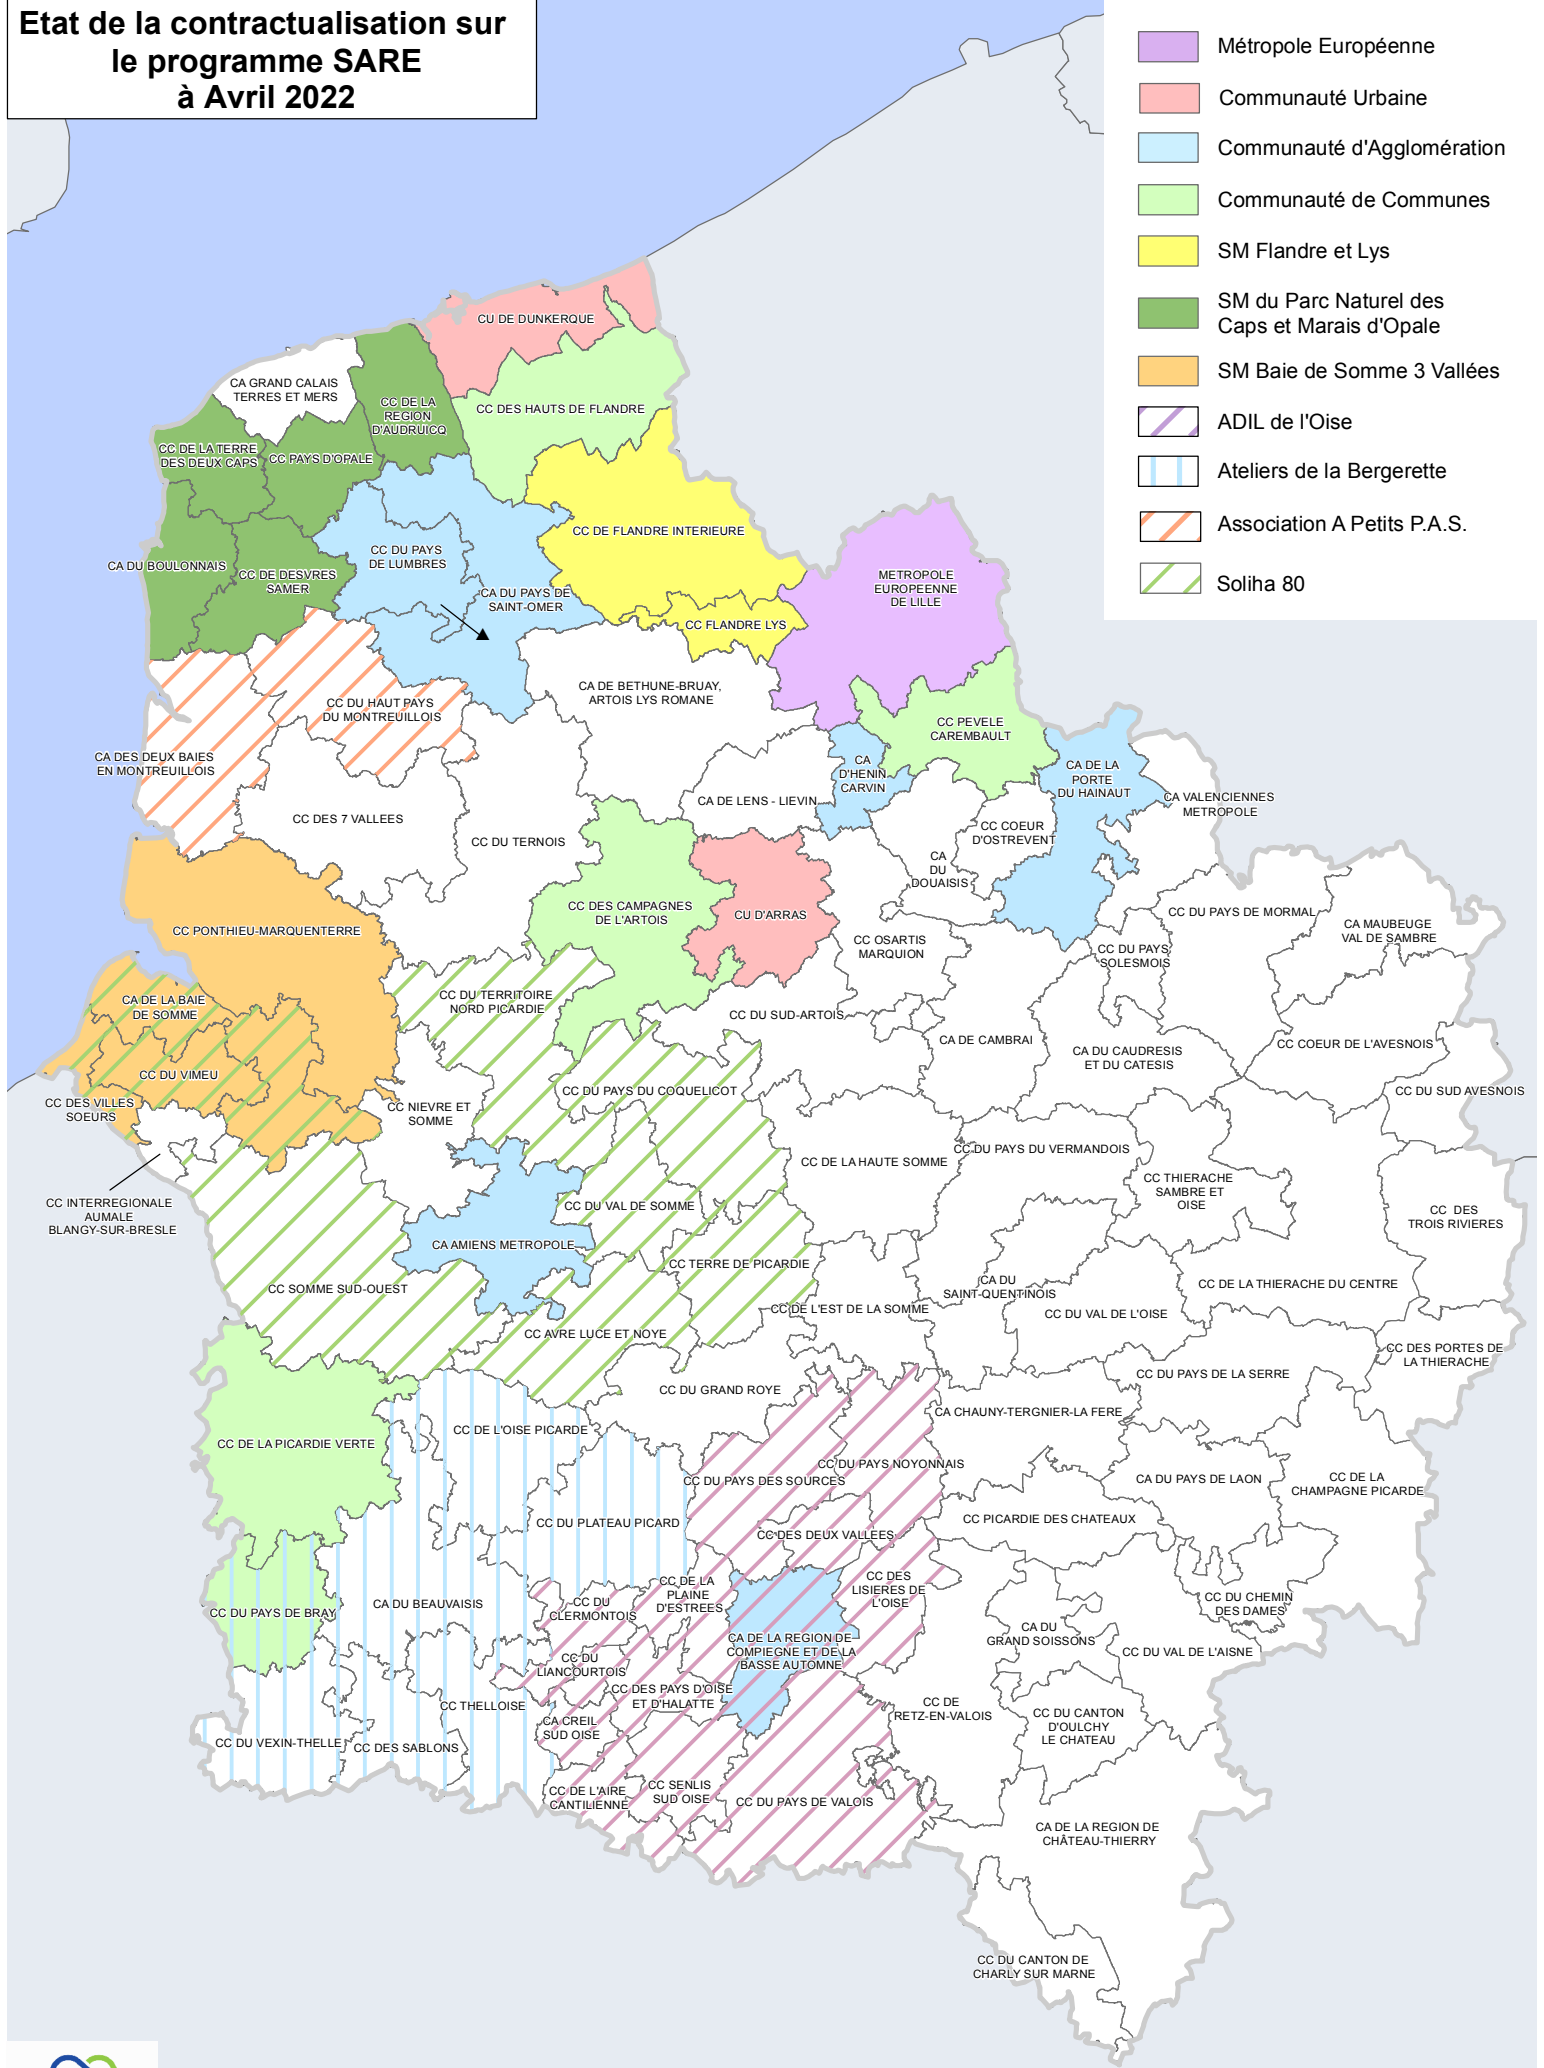 Etat de la contractualisation sur
le programme SARE
à Avril 2022
Métropole Européenne
Communauté Urbaine
Communauté d'Agglomération
Communauté de Communes
SM Flandre et Lys
SM du Parc Naturel des
Caps et Marais d'Opale
SM Baie de Somme 3 Vallées
ADIL de l'Oise
Ateliers de la Bergerette
Association A Petits P.A.S.
Soliha 80
CU DE DUNKERQUE
CA GRAND CALAIS
TERRES ET MERS
CC DE LA
REGION
D'AUDRUICQ
CC DES HAUTS DE FLANDRE
CC DE LA TERRE
DES DEUX CAPS
CC PAYS D'OPALE
CC DE FLANDRE INTERIEURE
CC DU PAYS
DE LUMBRES
CA DU BOULONNAIS
CC DE DESVRES
SAMER
CA DU PAYS DE
SAINT-OMER
METROPOLE
EUROPEENNE
DE LILLE
CC FLANDRE LYS
CA DE BETHUNE-BRUAY,
ARTOIS LYS ROMANE
CC DU HAUT PAYS
DU MONTREUILLOIS
CC PEVELE
CAREMBAULT
CA DES DEUX BAIES
EN MONTREUILLOIS
CA
D'HENIN
CARVIN
CA DE LA
PORTE
DU HAINAUT
CA DE LENS - LIEVIN
CA VALENCIENNES
METROPOLE
CC DES 7 VALLEES
CC DU TERNOIS
CC COEUR
D'OSTREVENT
CA
DU
DOUAISIS
CC DES CAMPAGNES
DE L'ARTOIS
CU D'ARRAS
CC DU PAYS DE MORMAL
CA MAUBEUGE
VAL DE SAMBRE
CC PONTHIEU-MARQUENTERRE
CC OSARTIS
MARQUION
CC DU PAYS
SOLESMOIS
CA DE LA BAIE
DE SOMME
CC DU TERRITOIRE
NORD PICARDIE
CC DU SUD-ARTOIS
CA DE CAMBRAI
CA DU CAUDRESIS
ET DU CATESIS
CC COEUR DE L'AVESNOIS
CC DU VIMEU
CC DES VILLES
SOEURS
CC NIEVRE ET
SOMME
CC DU PAYS DU COQUELICOT
CC DU SUD AVESNOIS
CC DE LA HAUTE SOMME
CC DU PAYS DU VERMANDOIS
CC THIERACHE
SAMBRE ET
OISE
CC INTERREGIONALE
AUMALE
BLANGY-SUR-BRESLE
CC DU VAL DE SOMME
CC DES
TROIS RIVIERES
CA AMIENS METROPOLE
CC TERRE DE PICARDIE
CC SOMME SUD-OUEST
CA DU
SAINT-QUENTINOIS
CC DE LA THIERACHE DU CENTRE
CC DE L'EST DE LA SOMME
CC DU VAL DE L'OISE
CC AVRE LUCE ET NOYE
CC DES PORTES DE
LA THIERACHE
CC DU GRAND ROYE
CC DU PAYS DE LA SERRE
CA CHAUNY-TERGNIER-LA FERE
CC DE LA PICARDIE VERTE
CC DE L'OISE PICARDE
CC DU PAYS DES SOURCES
CC DU PAYS NOYONNAIS
CA DU PAYS DE LAON
CC DE LA
CHAMPAGNE PICARDE
CC DU PLATEAU PICARD
CC DES DEUX VALLEES
CC PICARDIE DES CHATEAUX
CC DU PAYS DE BRAY
CA DU BEAUVAISIS
CC DU
CLERMONTOIS
CC DE LA
PLAINE
D'ESTREES
CC DES
LISIERES DE
L'OISE
CC DU CHEMIN
DES DAMES
CA DE LA REGION DE
COMPIEGNE ET DE LA
BASSE AUTOMNE
CA DU
GRAND SOISSONS
CC DU VAL DE L'AISNE
CC DU
LIANCOURTOIS
CC DES PAYS D'OISE
ET D'HALATTE
CC THELLOISE
CA CREIL
SUD OISE
CC DE
RETZ-EN-VALOIS
CC DU CANTON
D'OULCHY
LE CHATEAU
CC DU VEXIN-THELLE
CC DES SABLONS
CC DE L'AIRE
CANTILIENNE
CC SENLIS
SUD OISE
CC DU PAYS DE VALOIS
CA DE LA REGION DE
CHÂTEAU-THIERRY
CC DU CANTON DE
CHARLY SUR MARNE